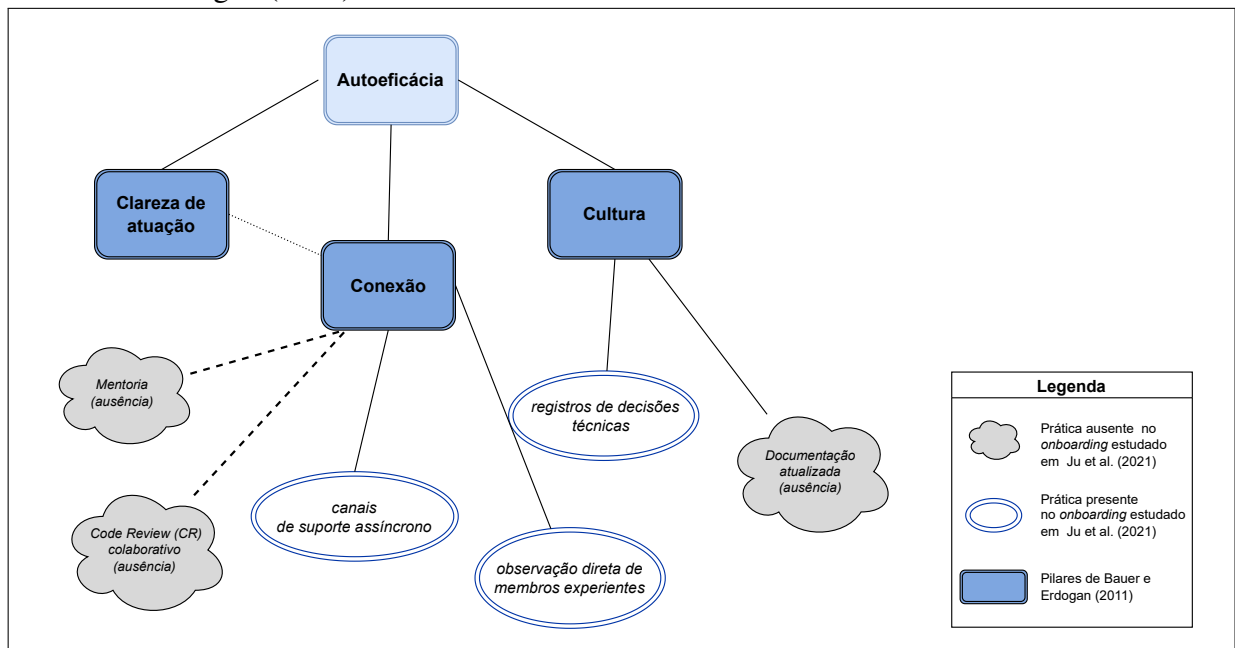 Autoeficácia
Clareza de
atuação
Cultura
Conexão
Mentoria
(ausência)
registros de decisões
técnicas
Documentação
atualizada
(ausência)
canais
de suporte assíncrono
Code Review (CR)
colaborativo
(ausência)
observação direta de
membros experientes
Legenda
Prática ausente no
onboarding estudado
em Ju et al. (2021)
Prática presente
no onboarding estudado
em Ju et al. (2021)
Pilares de Bauer e
Erdogan (2011)